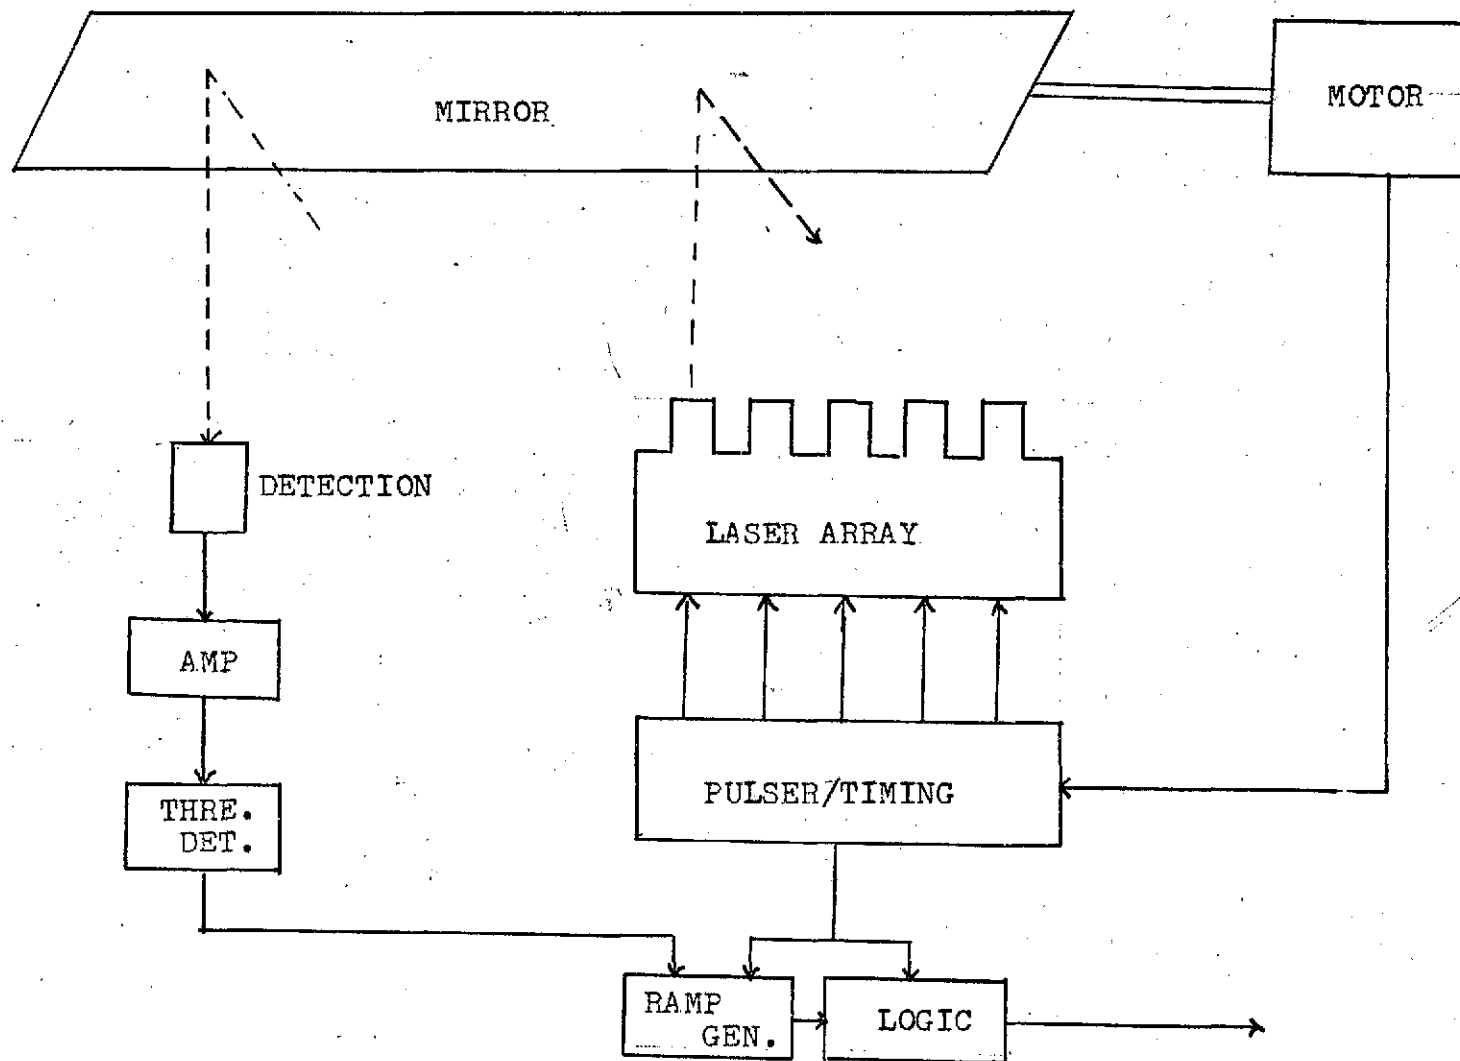 MIRROR
MOTOR
DETECTION
LASER ARRAY
AMP
PULSER/TIMING
THRE.
DET.
RAMP
GEN.
LOGIC